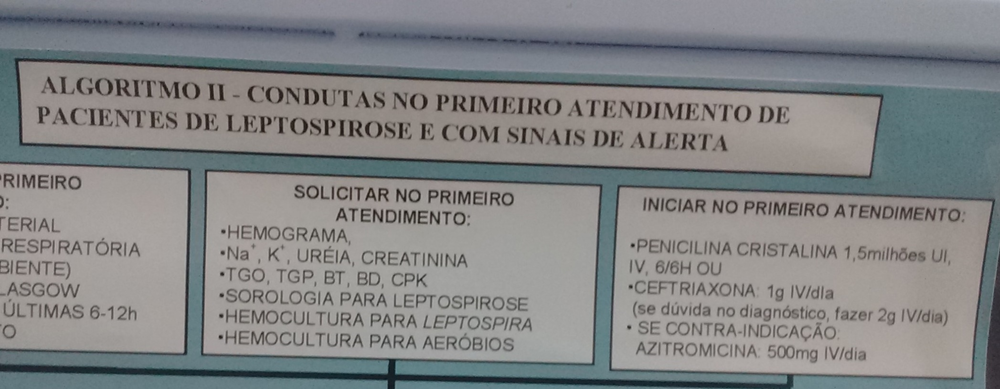 ALGORITMO II - CONDUTAS NO PRIMEIRO ATENDIMENTO DE
PACIENTES DE LEPTOSPIROSE E COM SINAIS DE ALERTA
RIMEIRO
O:
TERIAL
RESPIRATÓRIA
BIENTE)
LASGOW
ÚLTIMAS 6-12h
TO
SOLICITAR NO PRIMEIRO
ATENDIMENTO:
•HEMOGRAMA,
•Na⁺, K⁺, URÉIA, CREATININA
•TGO, TGP, BT, BD, CPK
•SOROLOGIA PARA LEPTOSPIROSE
•HEMOCULTURA PARA LEPTOSPIRA
•HEMOCULTURA PARA AERÓBIOS
INICIAR NO PRIMEIRO ATENDIMENTO:
•PENICILINA CRISTALINA 1,5milhões UI,
IV, 6/6H OU
•CEFTRIAXONA: 1g IV/dIa
(se dúvida no diagnóstico, fazer 2g IV/dia)
• SE CONTRA-INDICAÇÃO:
AZITROMICINA: 500mg IV/dia